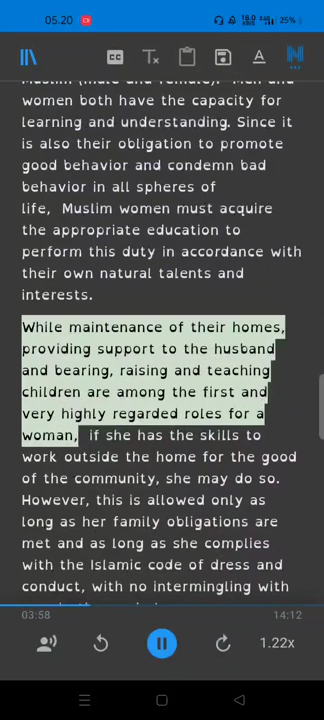 05.20
16.0 KB/S
25%
CC
Muslim (male and female). Men and
women both have the capacity for
learning and understanding. Since it
is also their obligation to promote
good behavior and condemn bad
behavior in all spheres of
life, Muslim women must acquire
the appropriate education to
perform this duty in accordance with
their own natural talents and
interests.
While maintenance of their homes,
providing support to the husband
and bearing, raising and teaching
children are among the first and
very highly regarded roles for a
woman, if she has the skills to
work outside the home for the good
of the community, she may do so.
However, this is allowed only as
long as her family obligations are
met and as long as she complies
with the Islamic code of dress and
conduct, with no intermingling with
03:58
14:12
1.22x